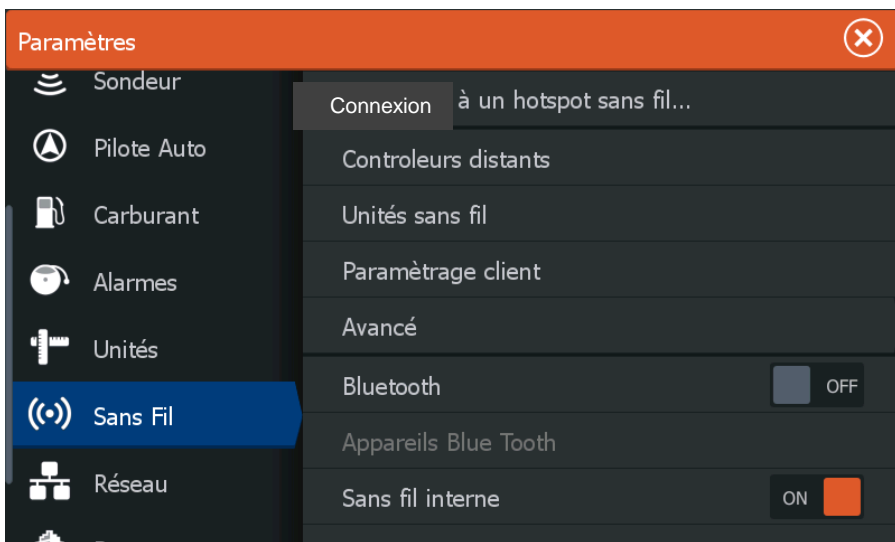 Paramètres
Sondeur
Pilote Auto
Carburant
Alarmes
Unités
Sans Fil
Réseau
Connexion à un hotspot sans fil...
Controleurs distants
Unités sans fil
Paramètrage client
Avancé
Bluetooth OFF
Appareils Blue Tooth
Sans fil interne ON